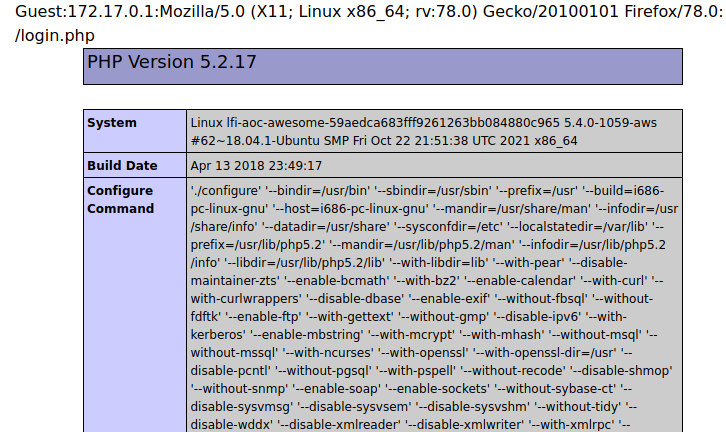 Guest:172.17.0.1:Mozilla/5.0 (X11; Linux x86_64; rv:78.0) Gecko/20100101 Firefox/78.0:
/login.php
PHP Version 5.2.17
System
Linux lfi-aoc-awesome-59aedca683fff9261263bb084880c965 5.4.0-1059-aws
#62~18.04.1-Ubuntu SMP Fri Oct 22 21:51:38 UTC 2021 x86_64
Build Date
Apr 13 2018 23:49:17
Configure
Command
'./configure' '--bindir=/usr/bin' '--sbindir=/usr/sbin' '--prefix=/usr' '--build=i686-
pc-linux-gnu' '--host=i686-pc-linux-gnu' '--mandir=/usr/share/man' '--infodir=/usr
/share/info' '--datadir=/usr/share' '--sysconfdir=/etc' '--localstatedir=/var/lib' '--
prefix=/usr/lib/php5.2' '--mandir=/usr/lib/php5.2/man' '--infodir=/usr/lib/php5.2
/info' '--libdir=/usr/lib/php5.2/lib' '--with-libdir=lib' '--with-pear' '--disable-
maintainer-zts' '--enable-bcmath' '--with-bz2' '--enable-calendar' '--with-curl' '--
with-curlwrappers' '--disable-dbase' '--enable-exif' '--without-fbsql' '--without-
fdftk' '--enable-ftp' '--with-gettext' '--without-gmp' '--disable-ipv6' '--with-
kerberos' '--enable-mbstring' '--with-mcrypt' '--with-mhash' '--without-msql' '--
without-mssql' '--with-ncurses' '--with-openssl' '--with-openssl-dir=/usr' '--
disable-pcntl' '--without-pgsql' '--with-pspell' '--without-recode' '--disable-shmop'
'--without-snmp' '--enable-soap' '--enable-sockets' '--without-sybase-ct' '--
disable-sysvmsg' '--disable-sysvsem' '--disable-sysvshm' '--without-tidy' '--
disable-wddx' '--disable-xmlreader' '--disable-xmlwriter' '--with-xmlrpc' '--